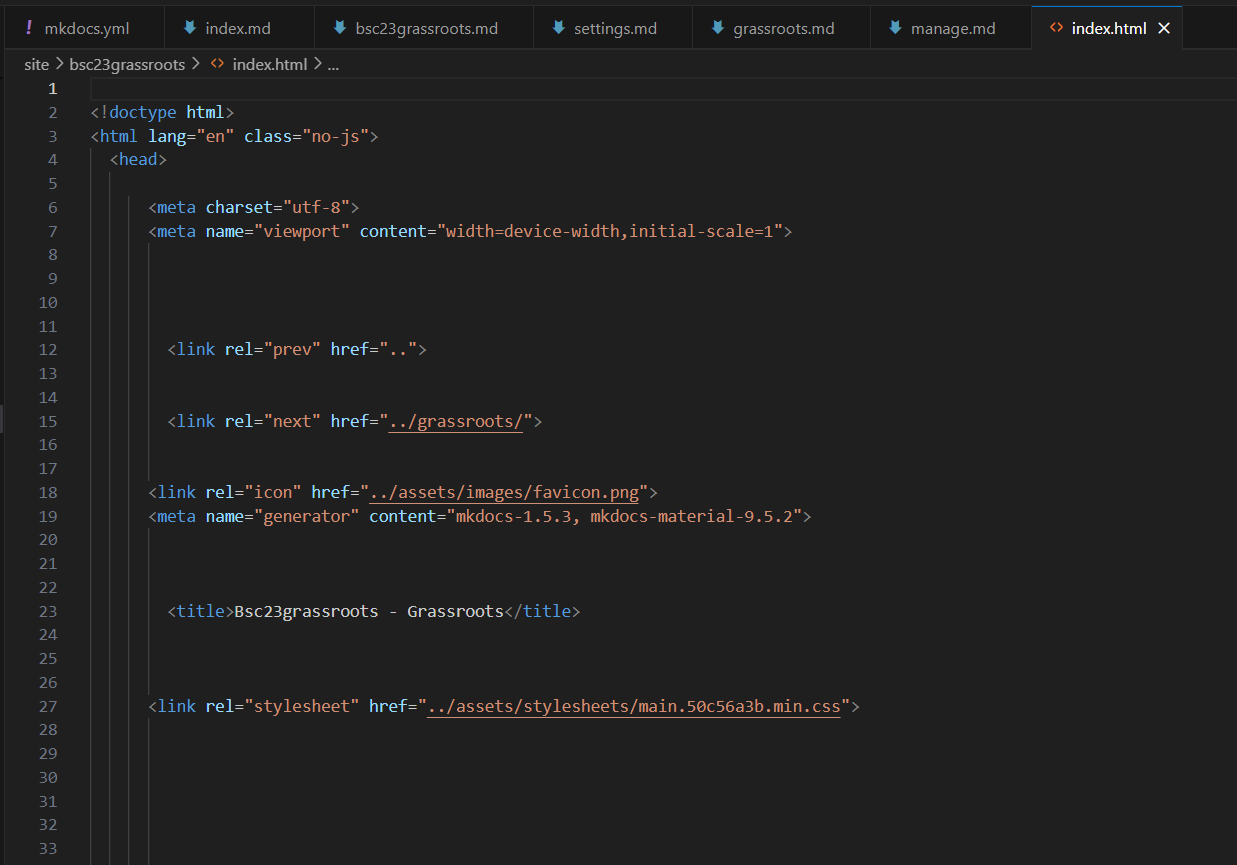 ! mkdocs.yml index.md bsc23grassroots.md settings.md grassroots.md manage.md <> index.html ×
site > bsc23grassroots > <> index.html > ...
1
2 <!doctype html>
3 <html lang="en" class="no-js">
4 <head>
5
6 <meta charset="utf-8">
7 <meta name="viewport" content="width=device-width,initial-scale=1">
8
9
10
11
12 <link rel="prev" href="..">
13
14
15 <link rel="next" href="../grassroots/">
16
17
18 <link rel="icon" href="../assets/images/favicon.png">
19 <meta name="generator" content="mkdocs-1.5.3, mkdocs-material-9.5.2">
20
21
22
23 <title>Bsc23grassroots - Grassroots</title>
24
25
26
27 <link rel="stylesheet" href="../assets/stylesheets/main.50c56a3b.min.css">
28
29
30
31
32
33